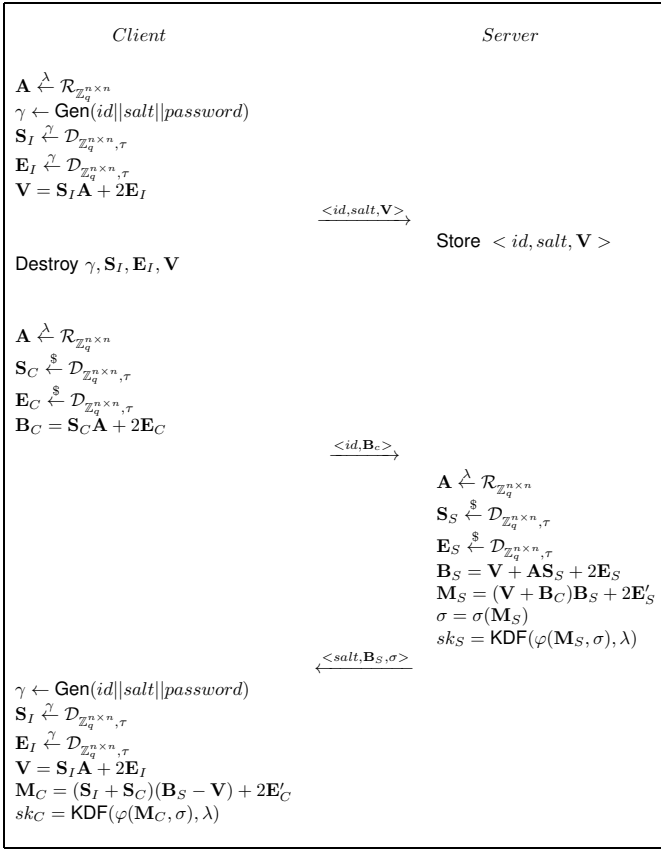 Client Server
A ←^λ R_{Z_q^{n×n}}
γ ← Gen(id||salt||password)
S_I ←^γ D_{Z_q^{n×n},τ}
E_I ←^γ D_{Z_q^{n×n},τ}
V = S_I A + 2E_I
<id,salt,V>
Store < id, salt, V >
Destroy γ, S_I, E_I, V
A ←^λ R_{Z_q^{n×n}}
S_C ←^$ D_{Z_q^{n×n},τ}
E_C ←^$ D_{Z_q^{n×n},τ}
B_C = S_C A + 2E_C
<id,B_c>
A ←^λ R_{Z_q^{n×n}}
S_S ←^$ D_{Z_q^{n×n},τ}
E_S ←^$ D_{Z_q^{n×n},τ}
B_S = V + AS_S + 2E_S
M_S = (V + B_C)B_S + 2E'_S
σ = σ(M_S)
sk_S = KDF(φ(M_S, σ), λ)
<salt,B_S,σ>
γ ← Gen(id||salt||password)
S_I ←^γ D_{Z_q^{n×n},τ}
E_I ←^γ D_{Z_q^{n×n},τ}
V = S_I A + 2E_I
M_C = (S_I + S_C)(B_S − V) + 2E'_C
sk_C = KDF(φ(M_C, σ), λ)